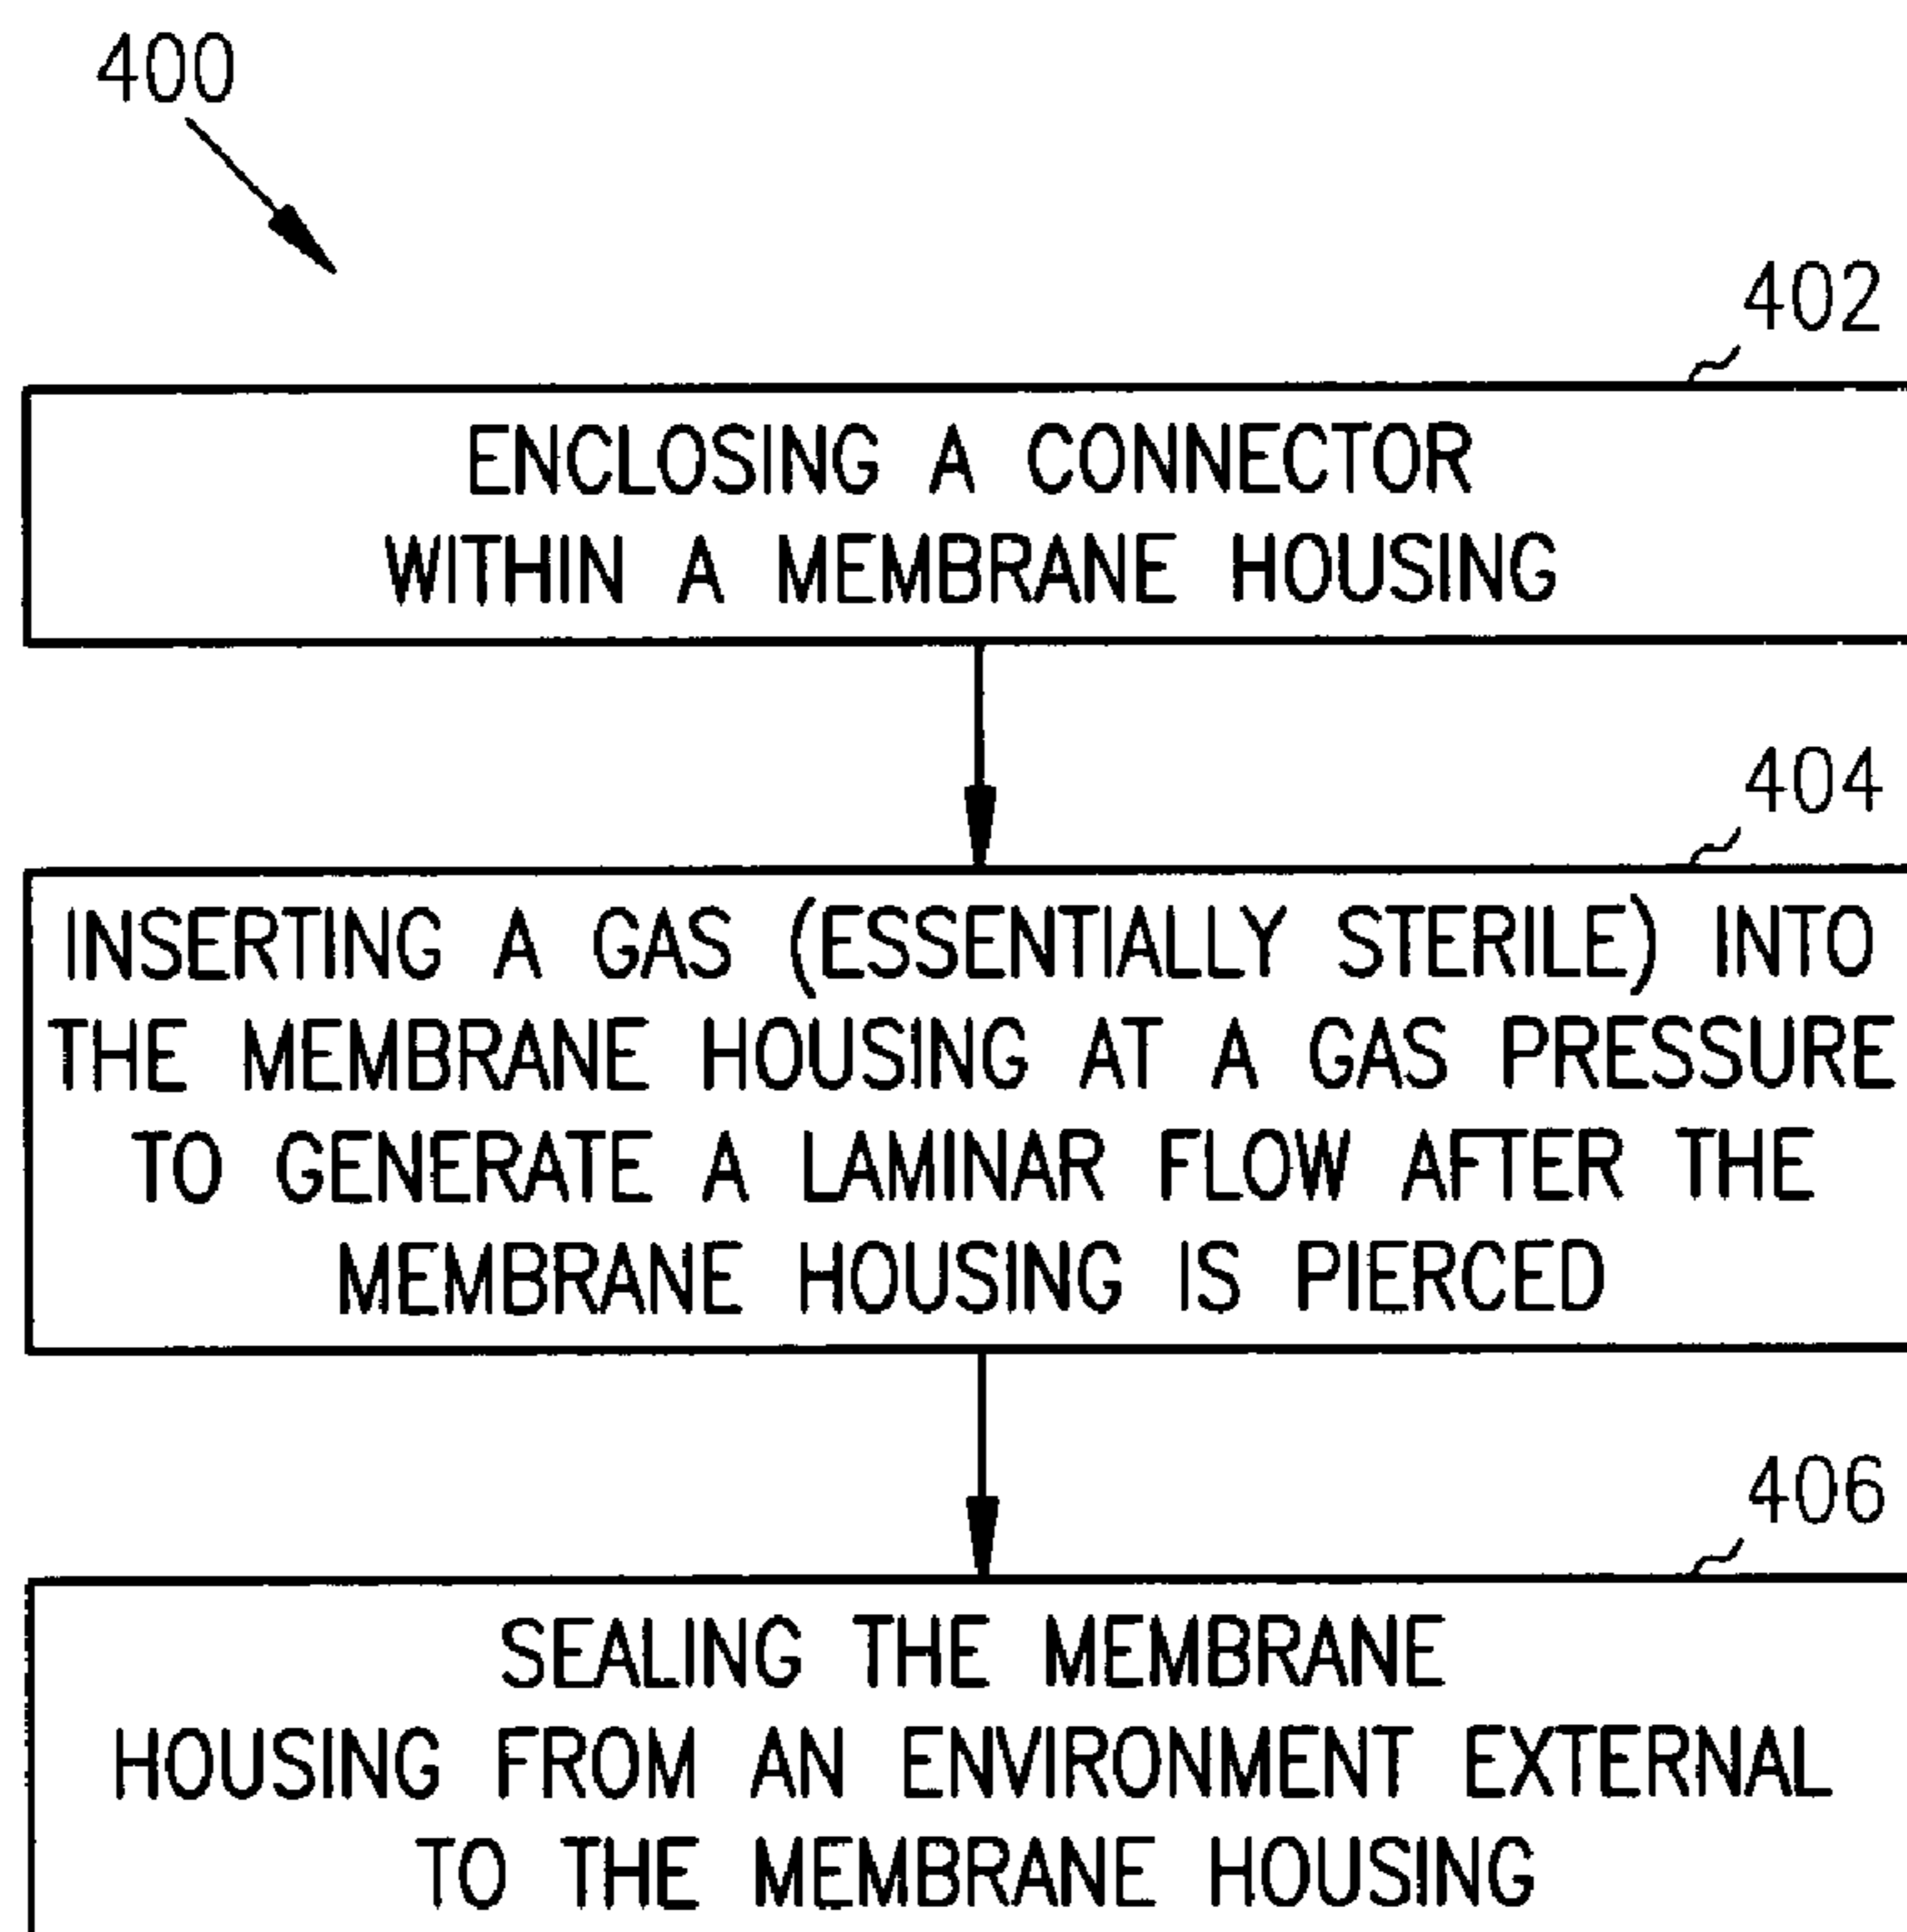 400
402
ENCLOSING A CONNECTOR
WITHIN A MEMBRANE HOUSING
404
INSERTING A GAS (ESSENTIALLY STERILE) INTO
THE MEMBRANE HOUSING AT A GAS PRESSURE
TO GENERATE A LAMINAR FLOW AFTER THE
MEMBRANE HOUSING IS PIERCED
406
SEALING THE MEMBRANE
HOUSING FROM AN ENVIRONMENT EXTERNAL
TO THE MEMBRANE HOUSING